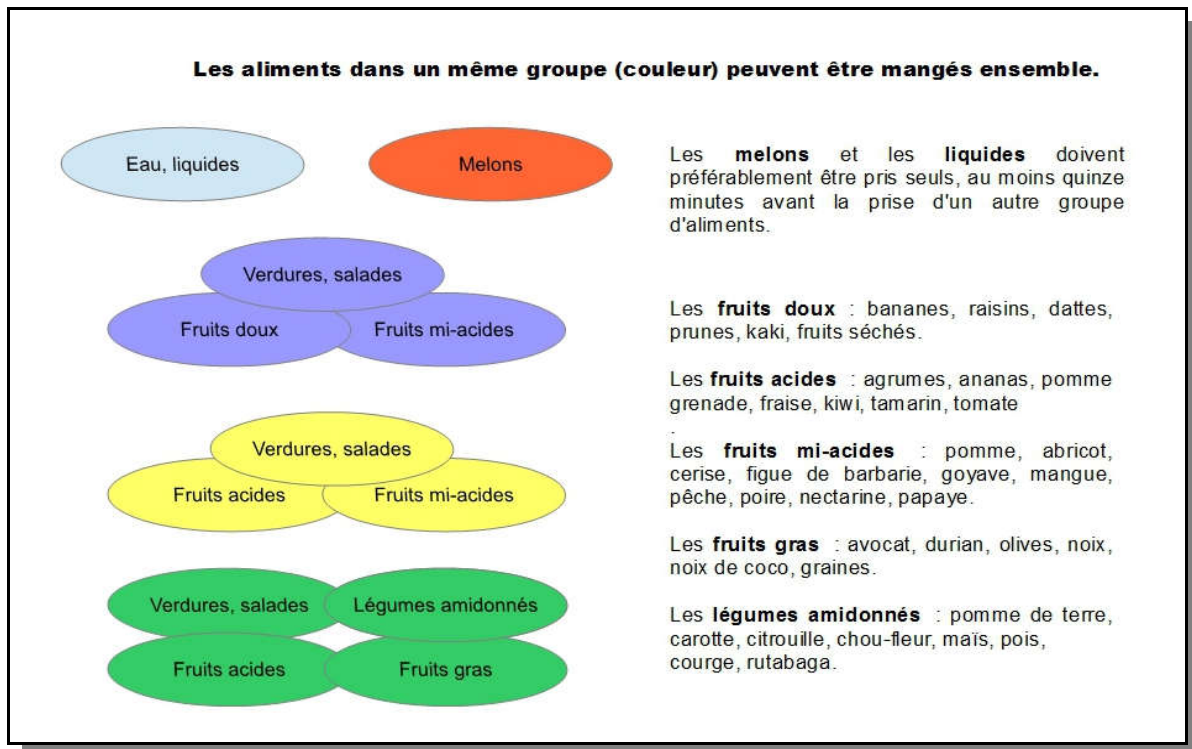 Les aliments dans un même groupe (couleur) peuvent être mangés ensemble.
Eau, liquides
Melons
Les melons et les liquides doivent
préférablement être pris seuls, au moins quinze
minutes avant la prise d'un autre groupe
d'aliments.
Verdures, salades
Fruits doux
Fruits mi-acides
Les fruits doux : bananes, raisins, dattes,
prunes, kaki, fruits séchés.
Les fruits acides : agrumes, ananas, pomme
grenade, fraise, kiwi, tamarin, tomate
.
Verdures, salades
Fruits acides
Fruits mi-acides
Les fruits mi-acides : pomme, abricot,
cerise, figue de barbarie, goyave, mangue,
pêche, poire, nectarine, papaye.
Les fruits gras : avocat, durian, olives, noix,
noix de coco, graines.
Verdures, salades
Légumes amidonnés
Fruits acides
Fruits gras
Les légumes amidonnés : pomme de terre,
carotte, citrouille, chou-fleur, maïs, pois,
courge, rutabaga.